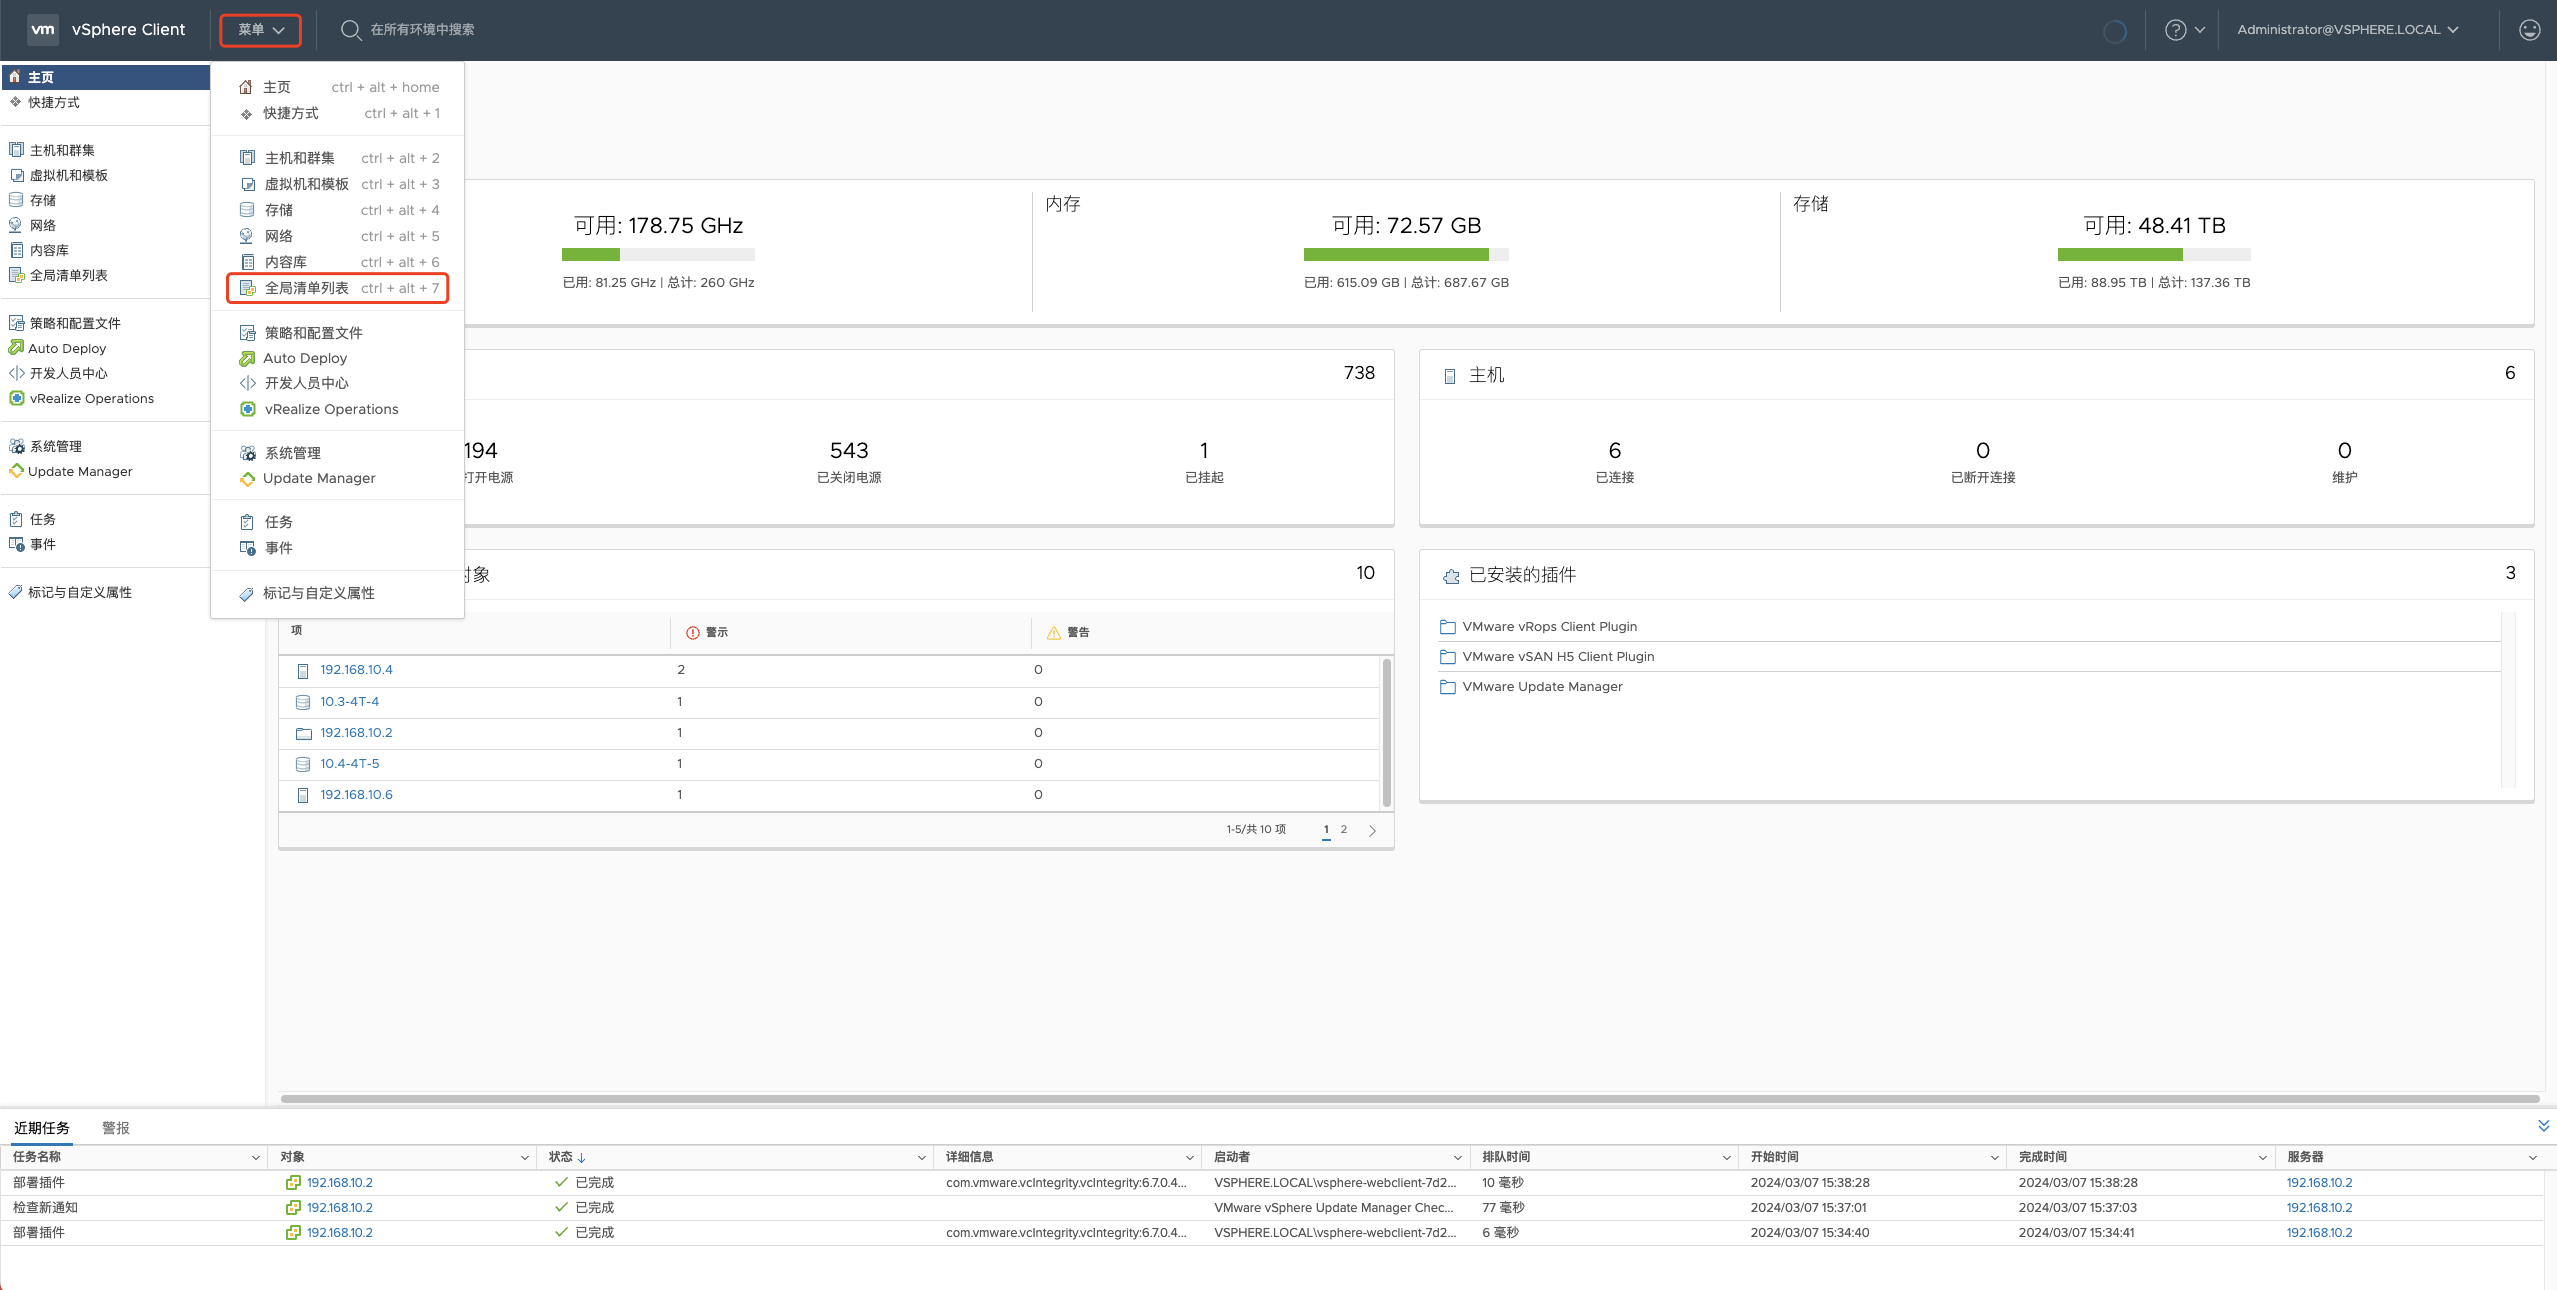 vm vSphere Client 菜单 在所有环境中搜索 Administrator@VSPHERE.LOCAL
主页
快捷方式
主机和群集
虚拟机和模板
存储
网络
内容库
全局清单列表
策略和配置文件
Auto Deploy
开发人员中心
vRealize Operations
系统管理
Update Manager
任务
事件
标记与自定义属性
主页 ctrl + alt + home
快捷方式 ctrl + alt + 1
主机和群集 ctrl + alt + 2
虚拟机和模板 ctrl + alt + 3
存储 ctrl + alt + 4
网络 ctrl + alt + 5
内容库 ctrl + alt + 6
全局清单列表 ctrl + alt + 7
策略和配置文件
Auto Deploy
开发人员中心
vRealize Operations
系统管理
Update Manager
任务
事件
标记与自定义属性
可用: 178.75 GHz
已用: 81.25 GHz | 总计: 260 GHz
内存
可用: 72.57 GB
已用: 615.09 GB | 总计: 687.67 GB
存储
可用: 48.41 TB
已用: 88.95 TB | 总计: 137.36 TB
738
194
打开电源
543
已关闭电源
1
已挂起
主机 6
6
已连接
0
已断开连接
0
维护
对象 10
项 警示 警告
192.168.10.4 2 0
10.3-4T-4 1 0
192.168.10.2 1 0
10.4-4T-5 1 0
192.168.10.6 1 0
1-5/共 10 项 1 2
已安装的插件 3
VMware vRops Client Plugin
VMware vSAN H5 Client Plugin
VMware Update Manager
近期任务 警报
任务名称 对象 状态 ↓ 详细信息 启动者 排队时间 开始时间 完成时间 服务器
部署插件 192.168.10.2 已完成 com.vmware.vcIntegrity.vcIntegrity:6.7.0.4... VSPHERE.LOCAL\vsphere-webclient-7d2... 10 毫秒 2024/03/07 15:38:28 2024/03/07 15:38:28 192.168.10.2
检查新通知 192.168.10.2 已完成 VMware vSphere Update Manager Chec... 77 毫秒 2024/03/07 15:37:01 2024/03/07 15:37:03 192.168.10.2
部署插件 192.168.10.2 已完成 com.vmware.vcIntegrity.vcIntegrity:6.7.0.4... VSPHERE.LOCAL\vsphere-webclient-7d2... 6 毫秒 2024/03/07 15:34:40 2024/03/07 15:34:41 192.168.10.2